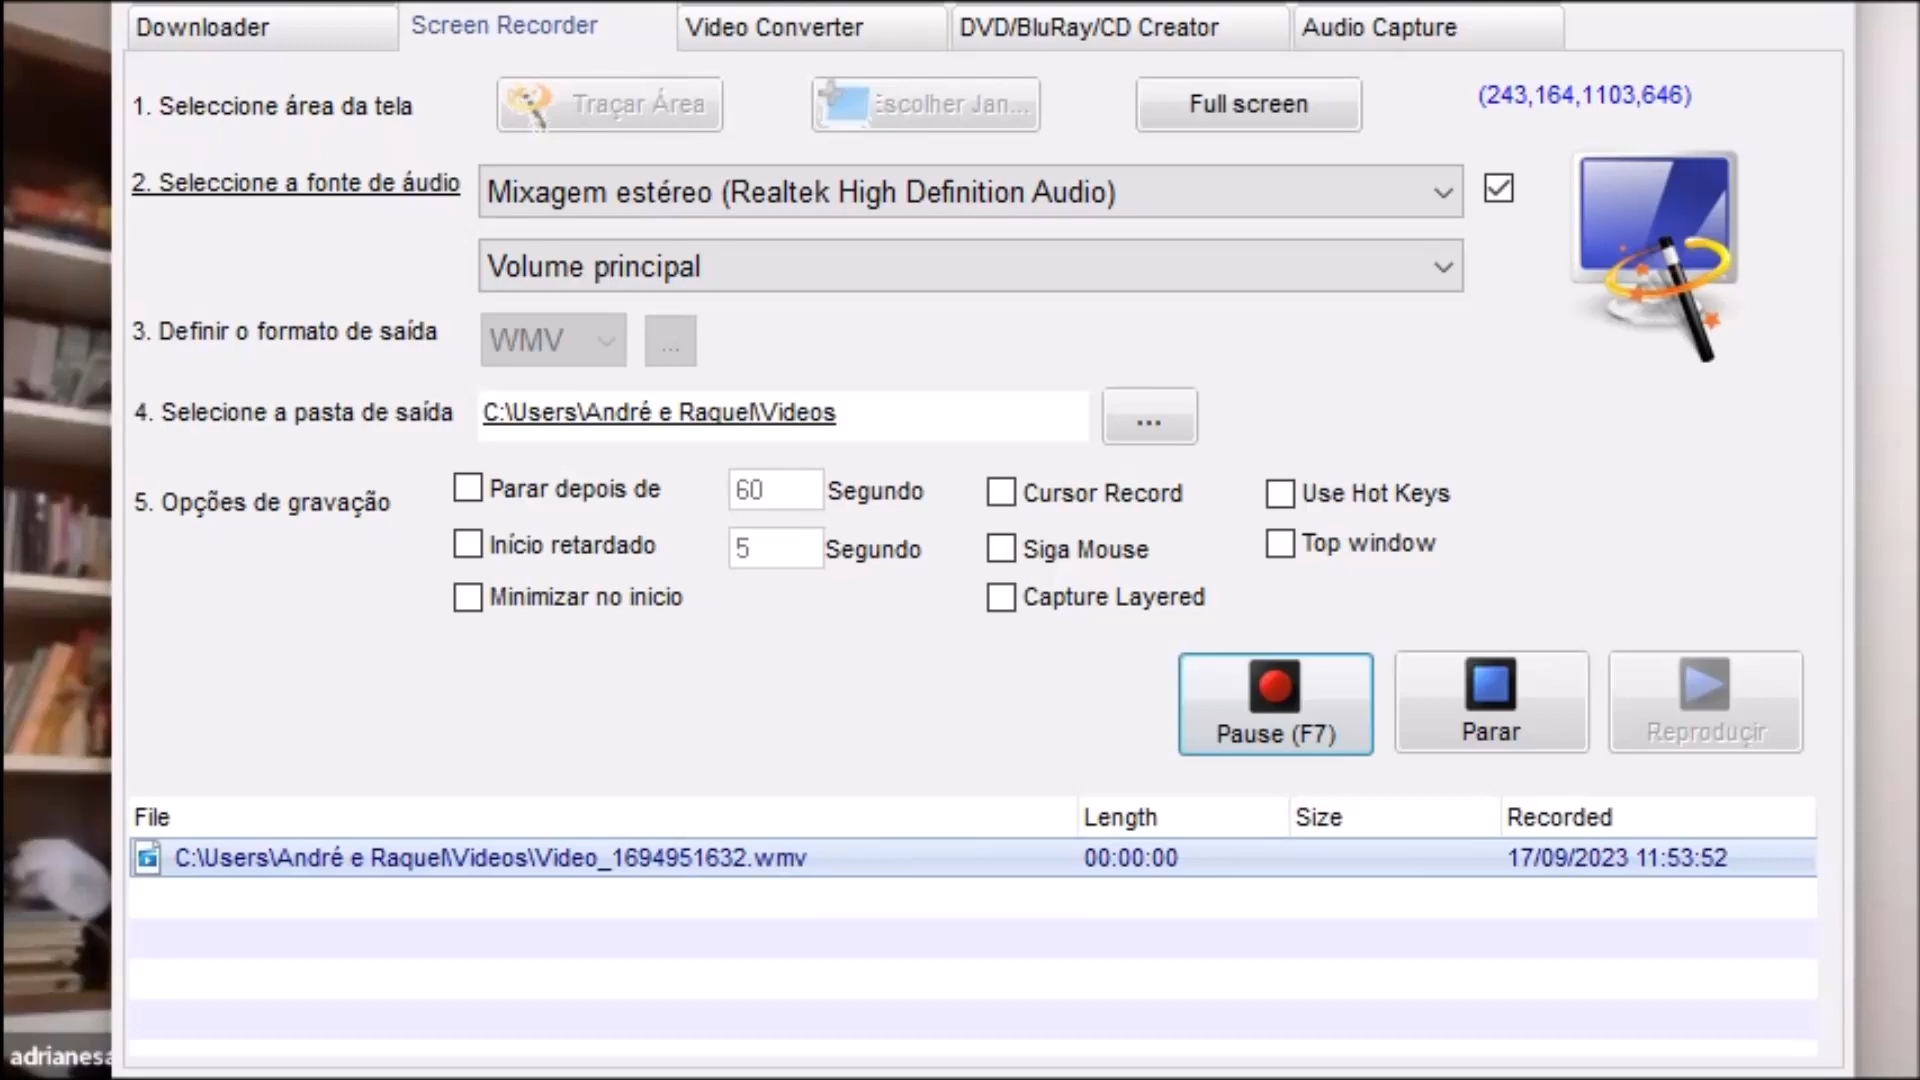 Downloader Screen Recorder Video Converter DVD/BluRay/CD Creator Audio Capture
1. Seleccione área da tela Traçar Área Escolher Jan... Full screen (243,164,1103,646)
2. Seleccione a fonte de áudio Mixagem estéreo (Realtek High Definition Audio)
Volume principal
3. Definir o formato de saída WMV ...
4. Selecione a pasta de saída C:\Users\André e Raquel\Videos ...
5. Opções de gravação Parar depois de 60 Segundo Cursor Record Use Hot Keys
Início retardado 5 Segundo Siga Mouse Top window
Minimizar no inicio Capture Layered
Pause (F7) Parar Reproduçir
File Length Size Recorded
C:\Users\André e Raquel\Videos\Video_1694951632.wmv 00:00:00 17/09/2023 11:53:52
adrianesa